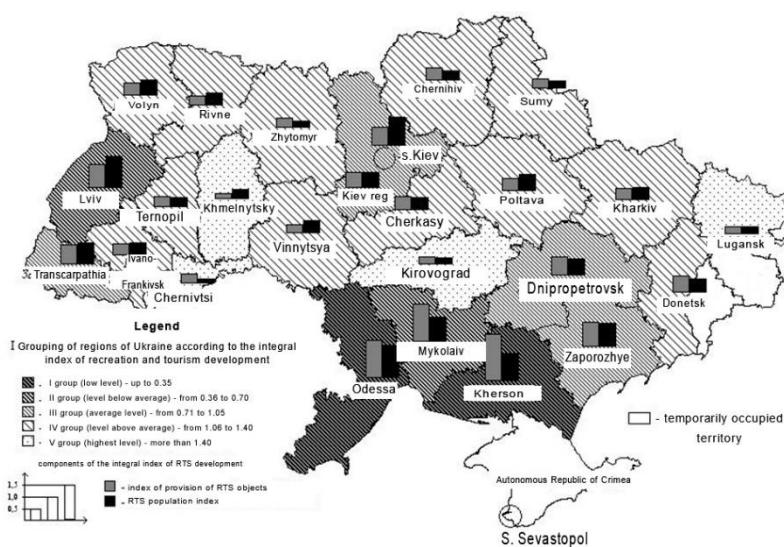 Volyn
Rivne
Zhytomyr
Chernihiv
Sumy
s.Kiev
Kiev reg
Lviv
Ternopil
Khmelnytsky
Vinnytsya
Cherkasy
Poltava
Kharkiv
Lugansk
Transcarpathia
Ivano-
Frankivsk
Chernivtsi
Kirovograd
Dnipropetrovsk
Donetsk
Zaporozhye
Mykolaiv
Odessa
Kherson
Legend
I Grouping of regions of Ukraine according to the integral
index of recreation and tourism development
- I group (low level) - up to 0.35
- II group (level below average) - from 0.36 to 0.70
- III group (average level) - from 0.71 to 1.05
- IV group (level above average) - from 1.06 to 1.40
- V group (highest level) - more than 1.40
components of the integral index of RTS development
1,5
1,0
0,5
- index of provision of RTS objects
- RTS population index
- temporarily occupied
territory
Autonomous Republic of Crimea
S. Sevastopol